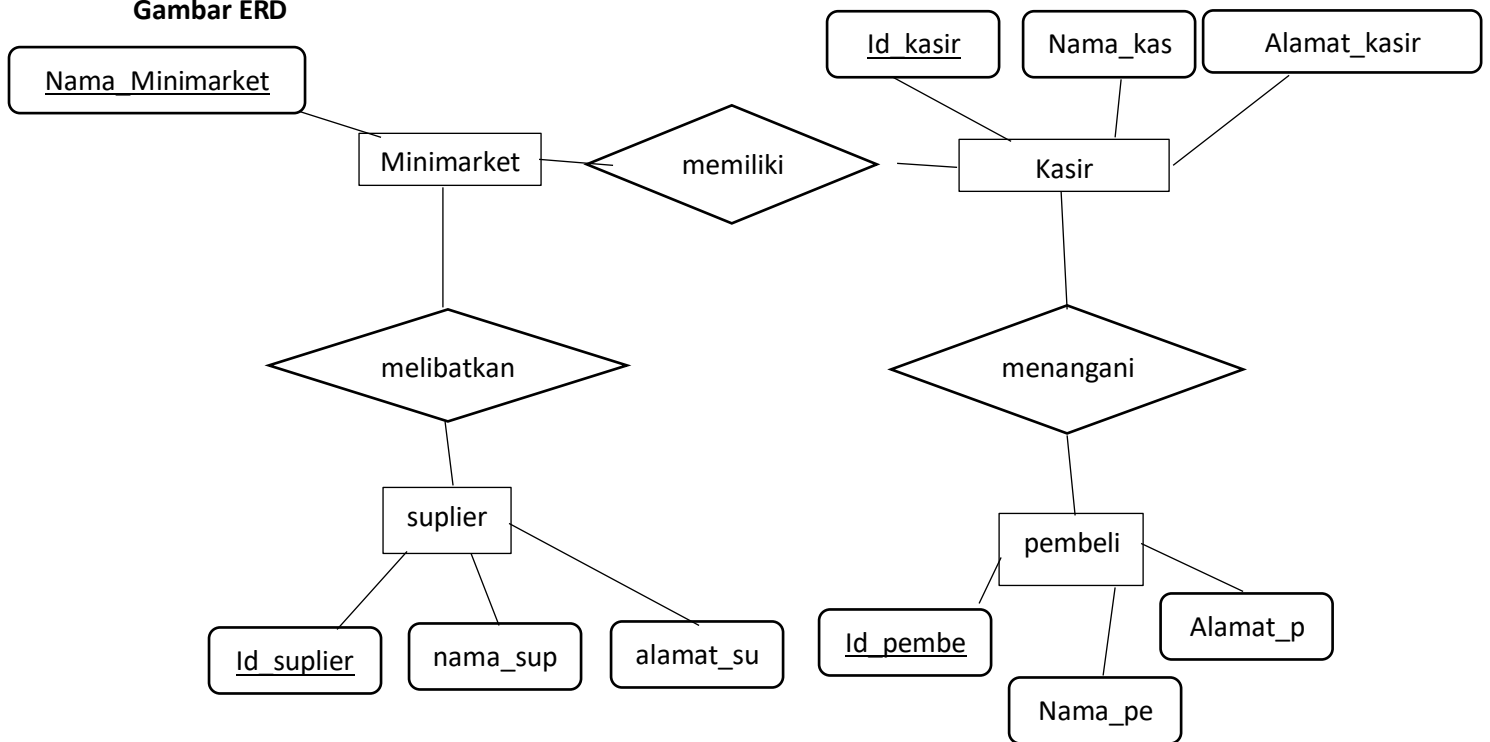 Gambar ERD
Id_kasir
Nama_kas
Alamat_kasir
Nama_Minimarket
Minimarket
memiliki
Kasir
melibatkan
menangani
suplier
pembeli
Id_suplier
nama_sup
alamat_su
Id_pembe
Alamat_p
Nama_pe